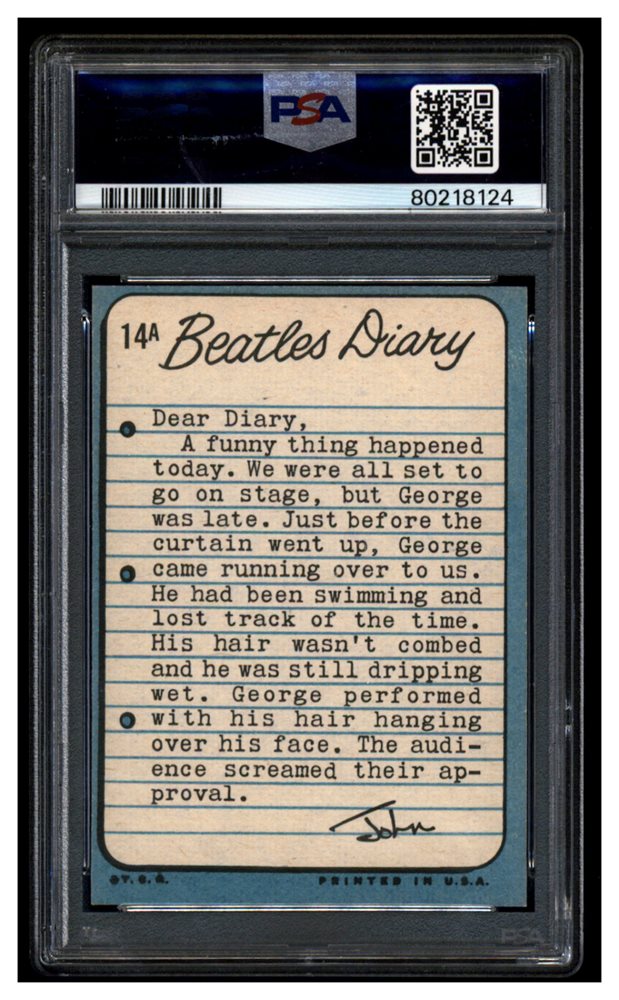 PSA
80218124
14A Beatles Diary
Dear Diary,
A funny thing happened
today. We were all set to
go on stage, but George
was late. Just before the
curtain went up, George
came running over to us.
He had been swimming and
lost track of the time.
His hair wasn't combed
and he was still dripping
wet. George performed
with his hair hanging
over his face. The audi-
ence screamed their ap-
proval.
John
©T.C.G. PRINTED IN U.S.A.
PSA